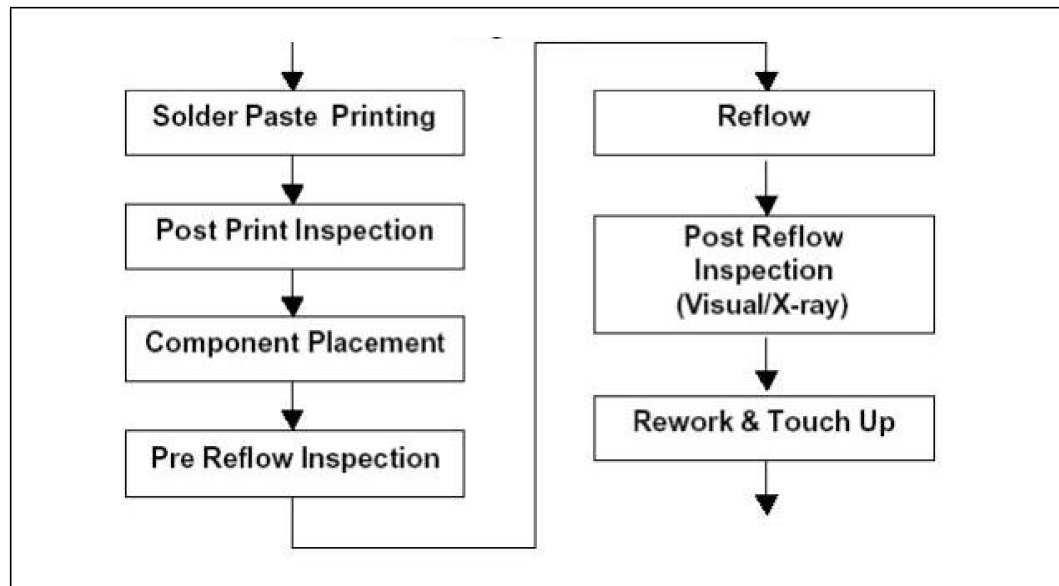 Solder Paste Printing
Post Print Inspection
Component Placement
Pre Reflow Inspection
Reflow
Post Reflow
Inspection
(Visual/X-ray)
Rework & Touch Up